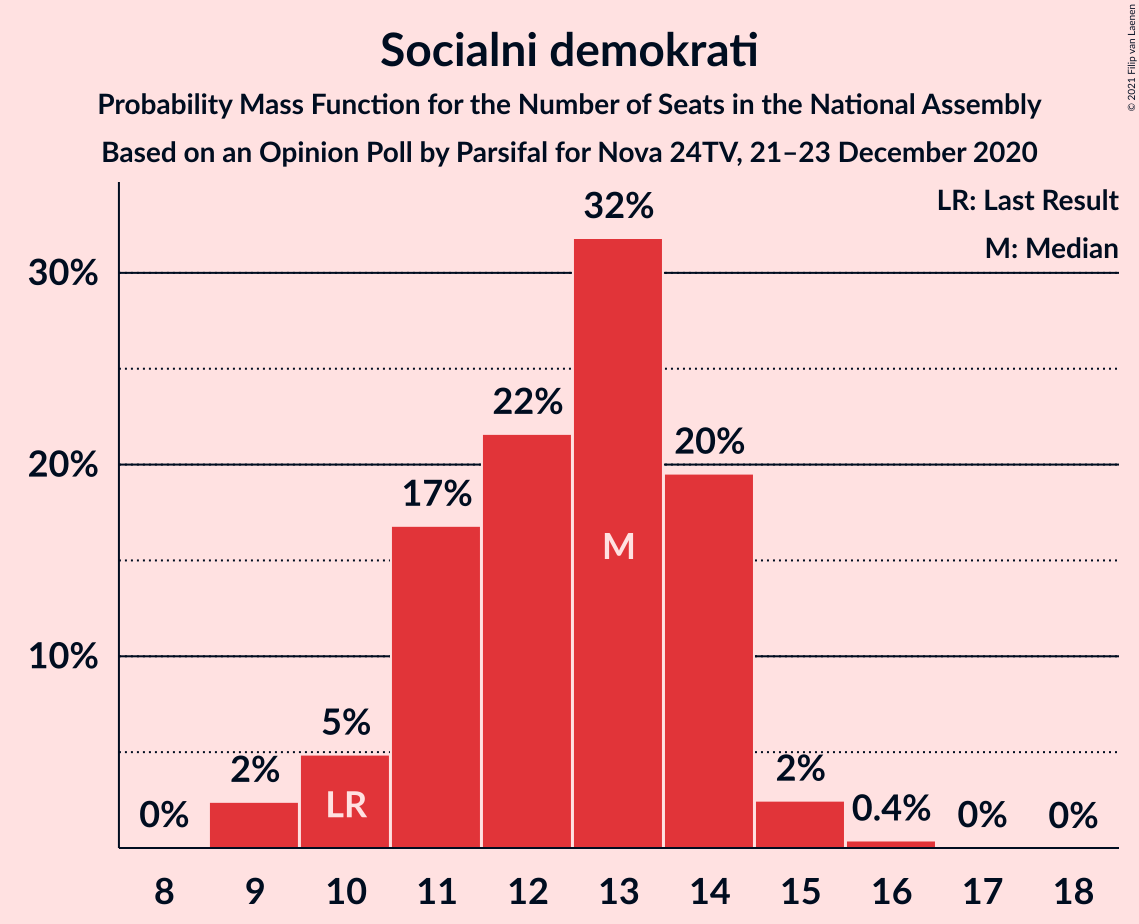 Socialni demokrati
Probability Mass Function for the Number of Seats in the National Assembly
Based on an Opinion Poll by Parsifal for Nova 24TV, 21–23 December 2020
© 2021 Filip van Laenen
LR: Last Result
M: Median
30%
20%
10%
0%
2%
5%
17%
22%
32%
20%
2%
0.4%
0%
0%
LR
M
8 9 10 11 12 13 14 15 16 17 18